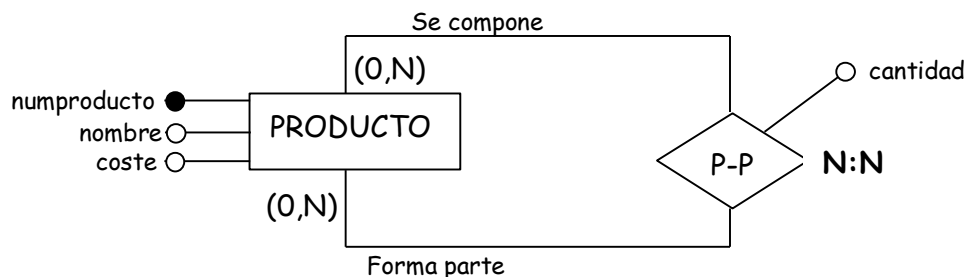 Se compone
(0,N)
cantidad
numproducto
PRODUCTO
nombre
coste
P-P
N:N
(0,N)
Forma parte